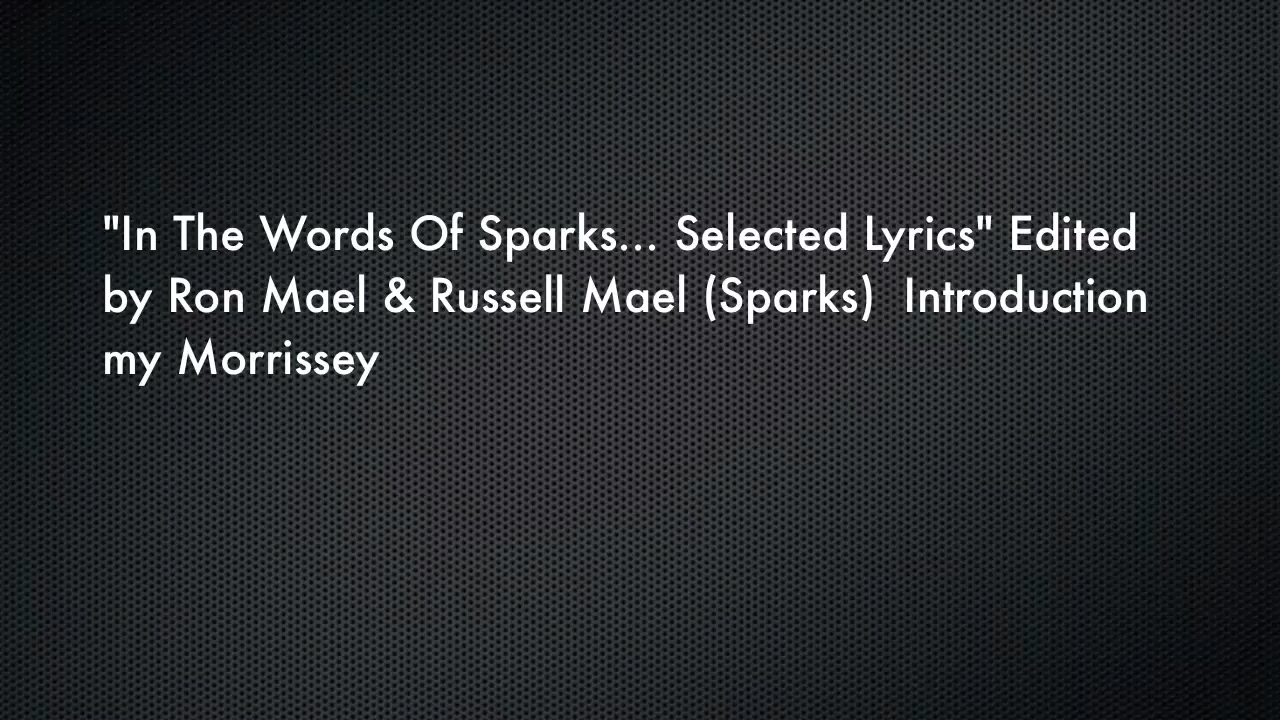 "In The Words Of Sparks... Selected Lyrics" Edited
by Ron Mael & Russell Mael (Sparks)  Introduction
my Morrissey